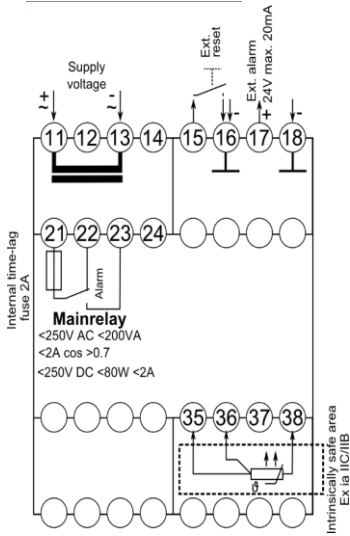 Supply
voltage
Ext.
reset
Ext. alarm
24V max. 20mA
~ +
~ -
-
+
-
11 12 13 14 15 16 17 18
21 22 23 24
Internal time-lag
fuse 2A
Alarm
Mainrelay
<250V AC <200VA
<2A cos >0.7
<250V DC <80W <2A
35 36 37 38
ϑ
Intrinsically safe area
Ex ia IIC/IIB